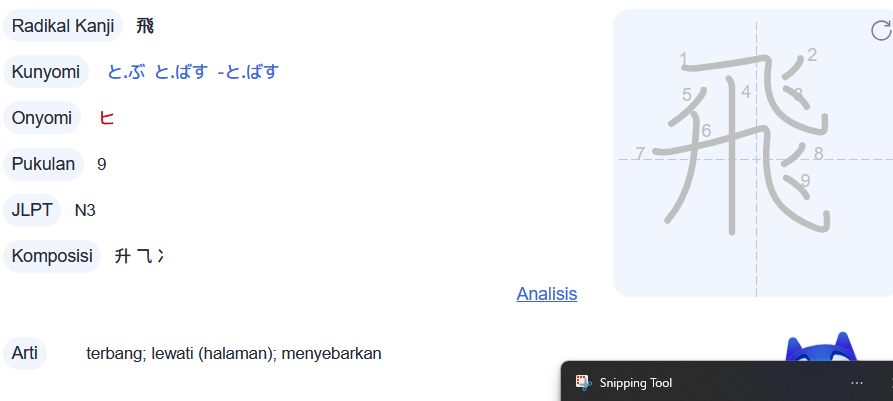 Radikal Kanji 飛
Kunyomi と.ぶ と.ばす -と.ばす
Onyomi ヒ
Pukulan 9
JLPT N3
Komposisi 升 ⺄ 冫
Analisis
Arti terbang; lewati (halaman); menyebarkan
飛
1
2
3
4
5
6
7
8
9
Snipping Tool